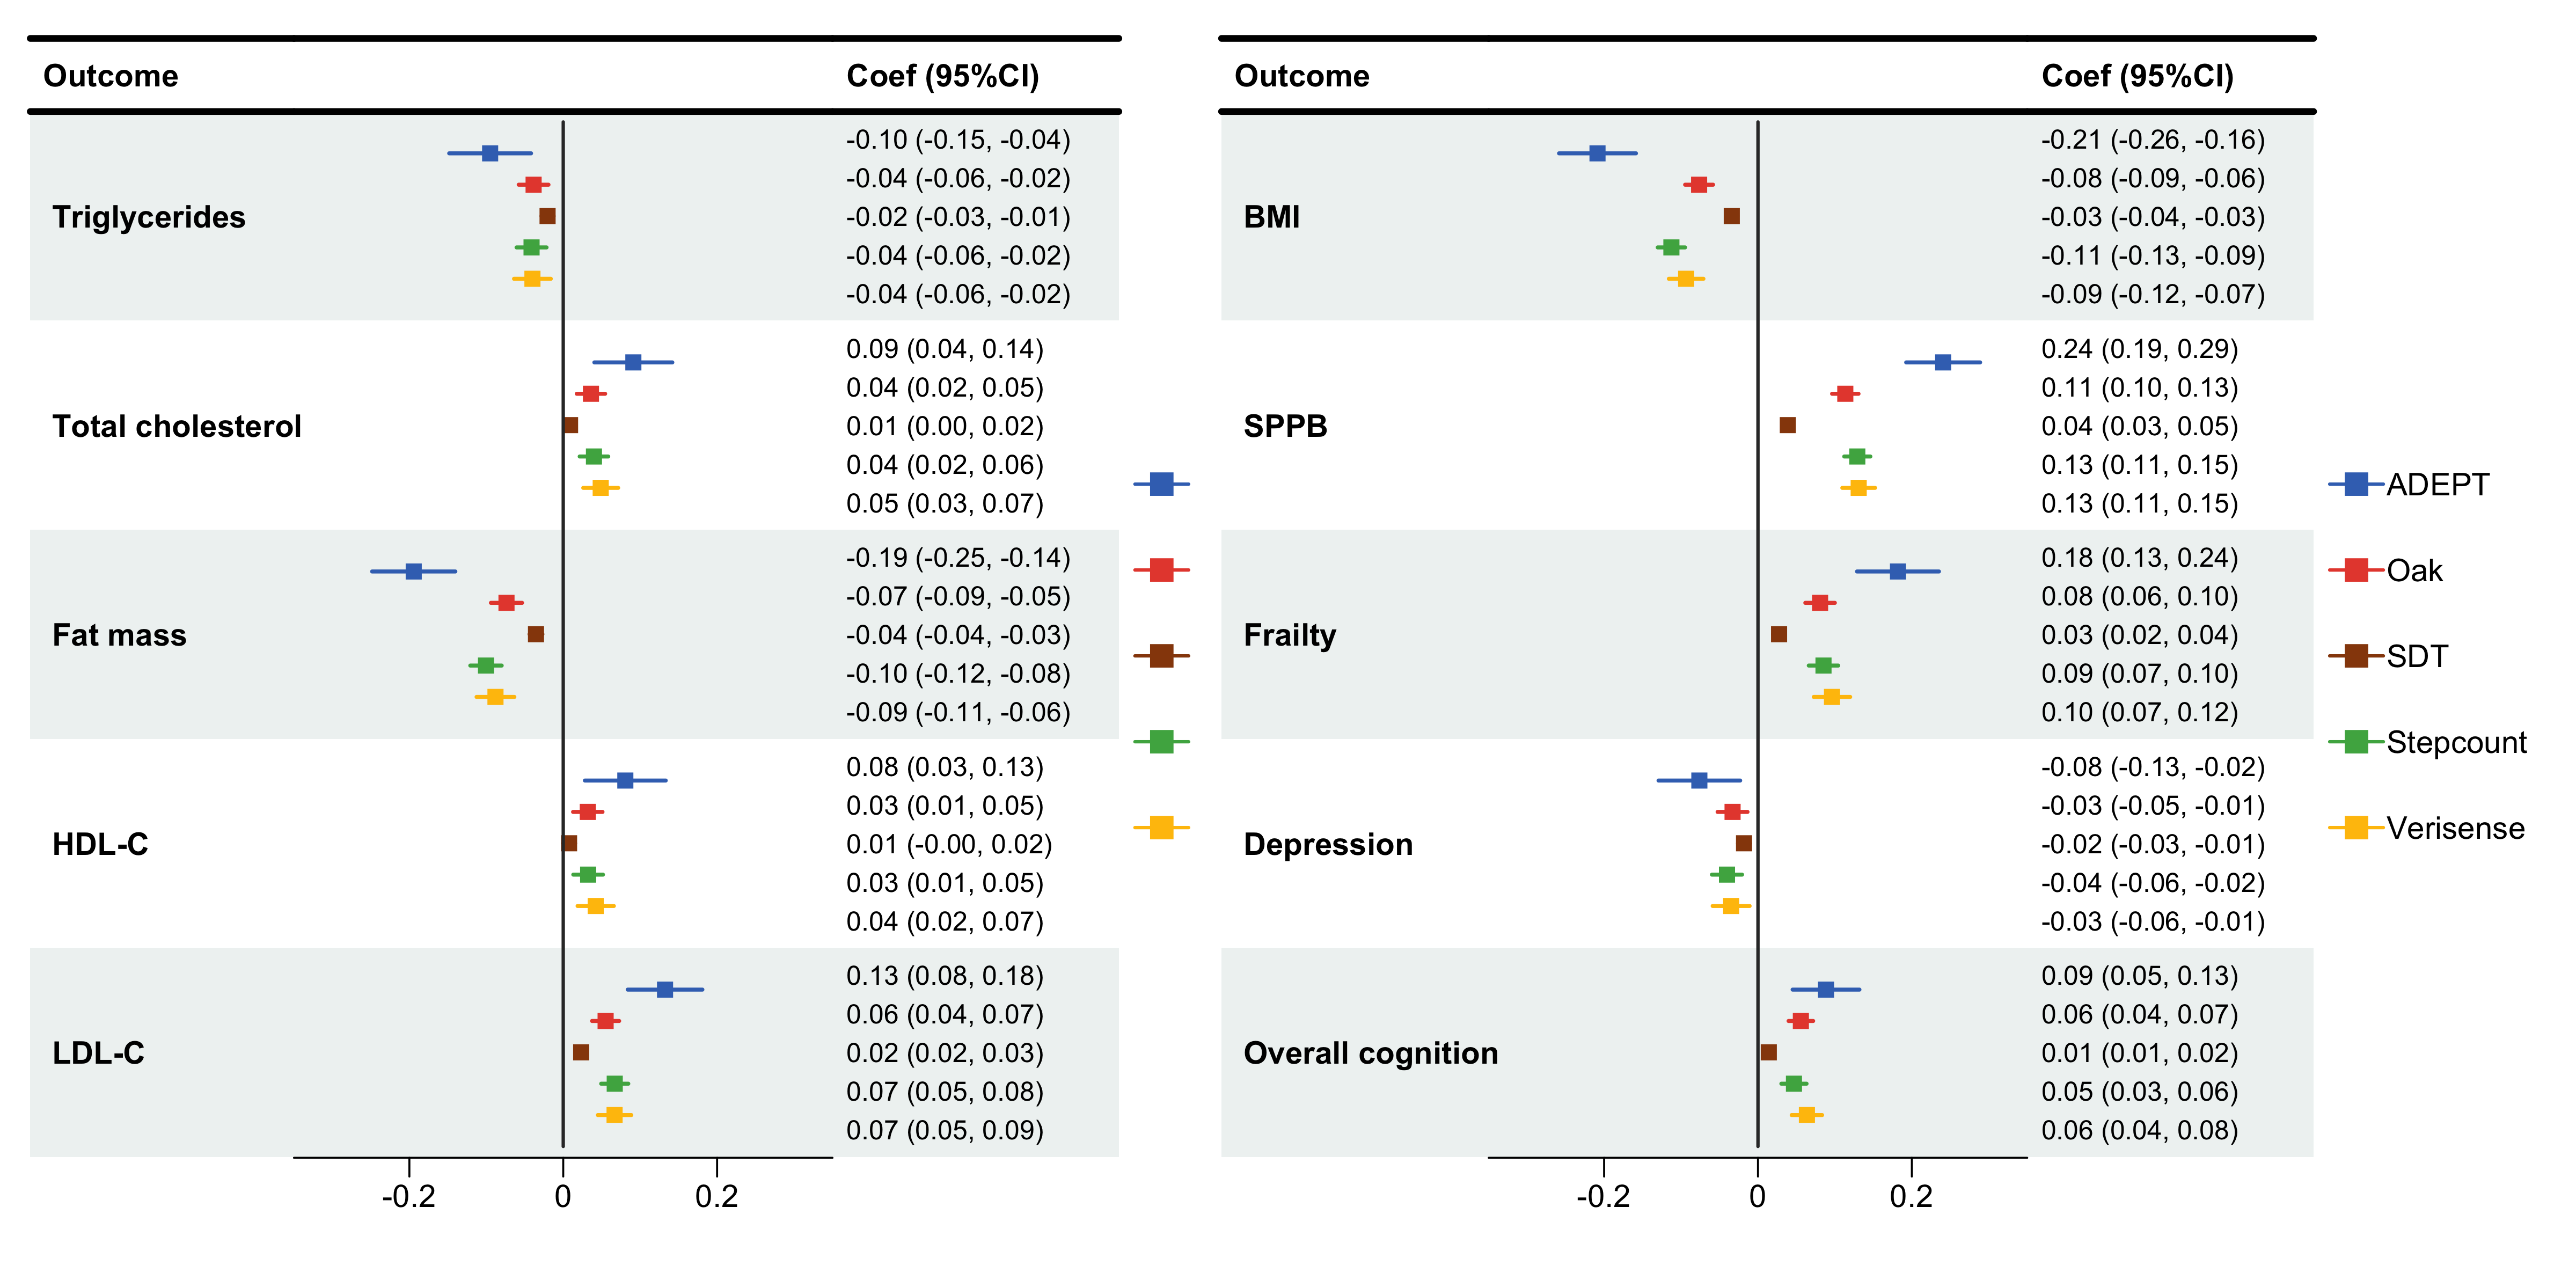 Outcome Coef (95%CI)
-0.10 (-0.15, -0.04)
-0.04 (-0.06, -0.02)
Triglycerides -0.02 (-0.03, -0.01)
-0.04 (-0.06, -0.02)
-0.04 (-0.06, -0.02)
0.09 (0.04, 0.14)
0.04 (0.02, 0.05)
Total cholesterol 0.01 (0.00, 0.02)
0.04 (0.02, 0.06)
0.05 (0.03, 0.07)
-0.19 (-0.25, -0.14)
-0.07 (-0.09, -0.05)
Fat mass -0.04 (-0.04, -0.03)
-0.10 (-0.12, -0.08)
-0.09 (-0.11, -0.06)
0.08 (0.03, 0.13)
0.03 (0.01, 0.05)
HDL-C 0.01 (-0.00, 0.02)
0.03 (0.01, 0.05)
0.04 (0.02, 0.07)
0.13 (0.08, 0.18)
0.06 (0.04, 0.07)
LDL-C 0.02 (0.02, 0.03)
0.07 (0.05, 0.08)
0.07 (0.05, 0.09)
-0.2 0 0.2
Outcome Coef (95%CI)
-0.21 (-0.26, -0.16)
-0.08 (-0.09, -0.06)
BMI -0.03 (-0.04, -0.03)
-0.11 (-0.13, -0.09)
-0.09 (-0.12, -0.07)
0.24 (0.19, 0.29)
0.11 (0.10, 0.13)
SPPB 0.04 (0.03, 0.05)
0.13 (0.11, 0.15)
0.13 (0.11, 0.15)
0.18 (0.13, 0.24)
0.08 (0.06, 0.10)
Frailty 0.03 (0.02, 0.04)
0.09 (0.07, 0.10)
0.10 (0.07, 0.12)
-0.08 (-0.13, -0.02)
-0.03 (-0.05, -0.01)
Depression -0.02 (-0.03, -0.01)
-0.04 (-0.06, -0.02)
-0.03 (-0.06, -0.01)
0.09 (0.05, 0.13)
0.06 (0.04, 0.07)
Overall cognition 0.01 (0.01, 0.02)
0.05 (0.03, 0.06)
0.06 (0.04, 0.08)
-0.2 0 0.2
ADEPT
Oak
SDT
Stepcount
Verisense